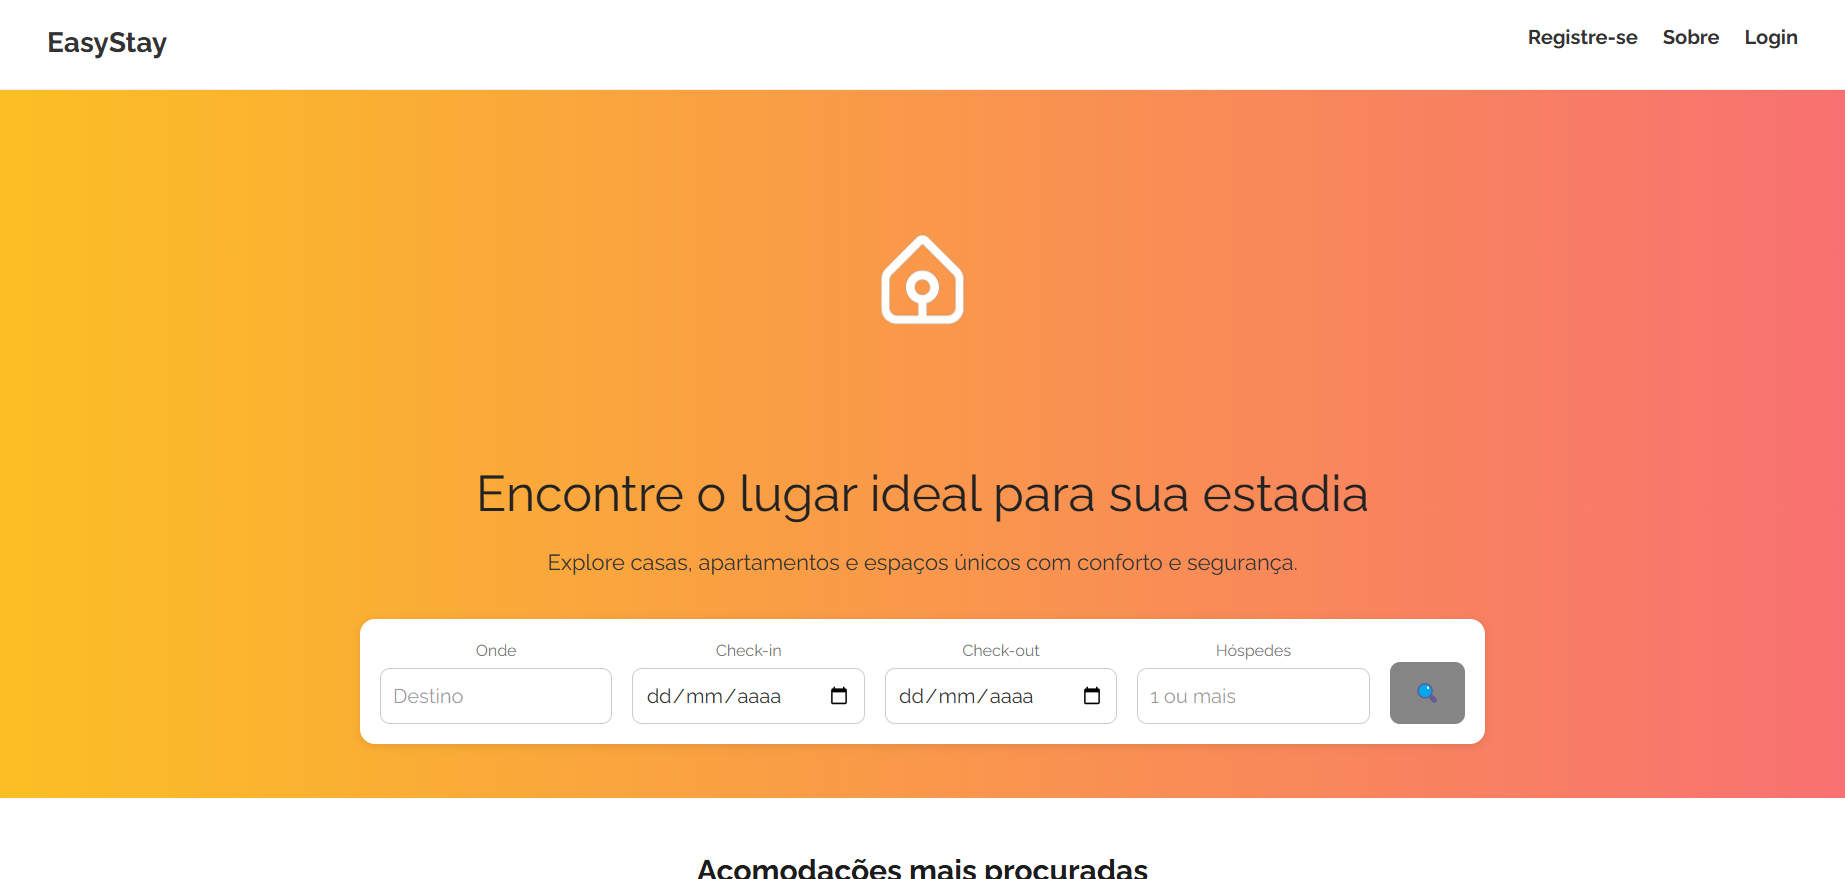 EasyStay
Registre-se Sobre Login
Encontre o lugar ideal para sua estadia
Explore casas, apartamentos e espaços únicos com conforto e segurança.
Onde Check-in Check-out Hóspedes
Destino dd/mm/aaaa dd/mm/aaaa 1 ou mais
Acomodações mais procuradas